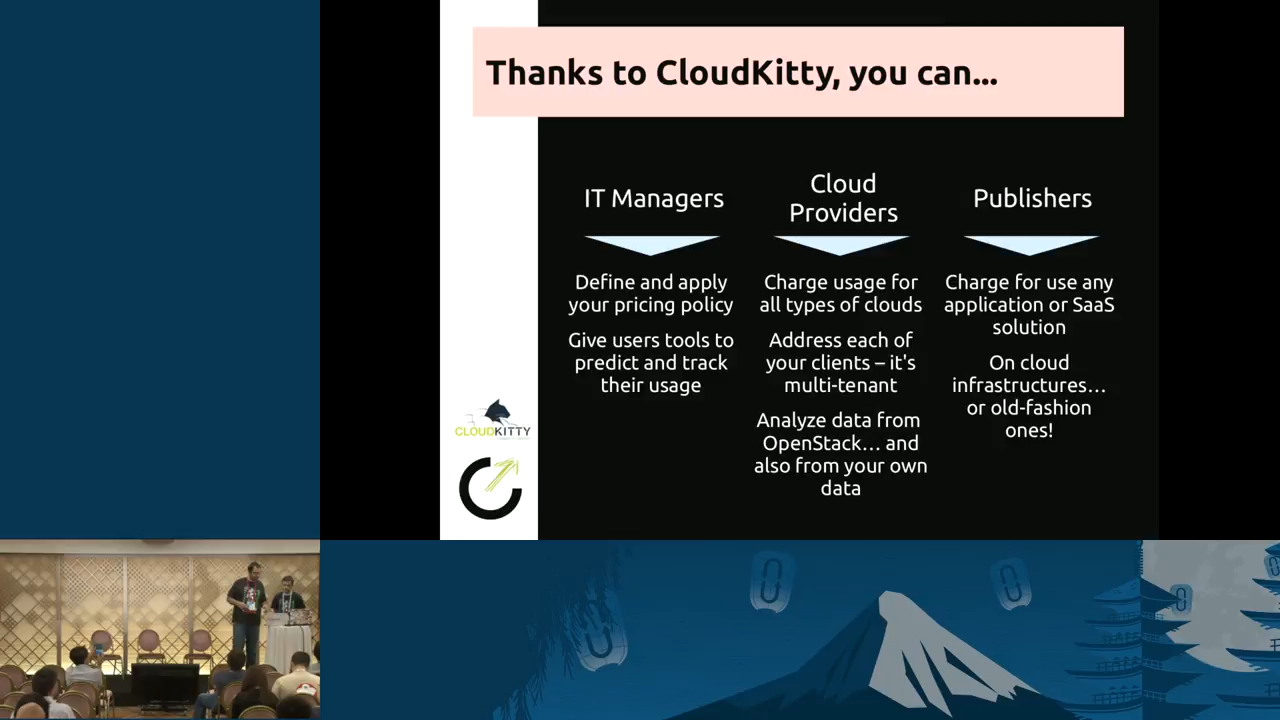 Thanks to CloudKitty, you can...
IT Managers
Define and apply
your pricing policy
Give users tools to
predict and track
their usage
Cloud
Providers
Charge usage for
all types of clouds
Address each of
your clients – it's
multi-tenant
Analyze data from
OpenStack... and
also from your own
data
Publishers
Charge for use any
application or SaaS
solution
On cloud
infrastructures...
or old-fashion
ones!
CLOUDKITTY